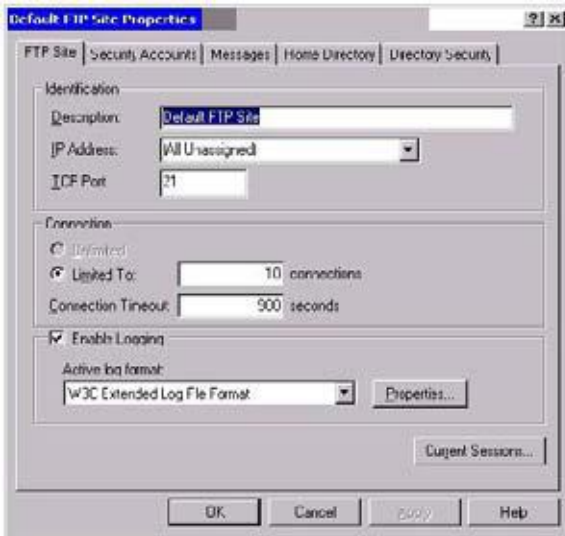 Default FTP Site Properties
FTP Site Security Accounts Messages Home Directory Directory Security
Identification
Description: Default FTP Site
IP Address: (All Unassigned)
TCP Port 21
Connection
Unlimited
Limited To: 10 connections
Connection Timeout: 900 seconds
Enable Logging
Active log format:
W3C Extended Log File Format Properties...
Current Sessions...
OK Cancel Apply Help